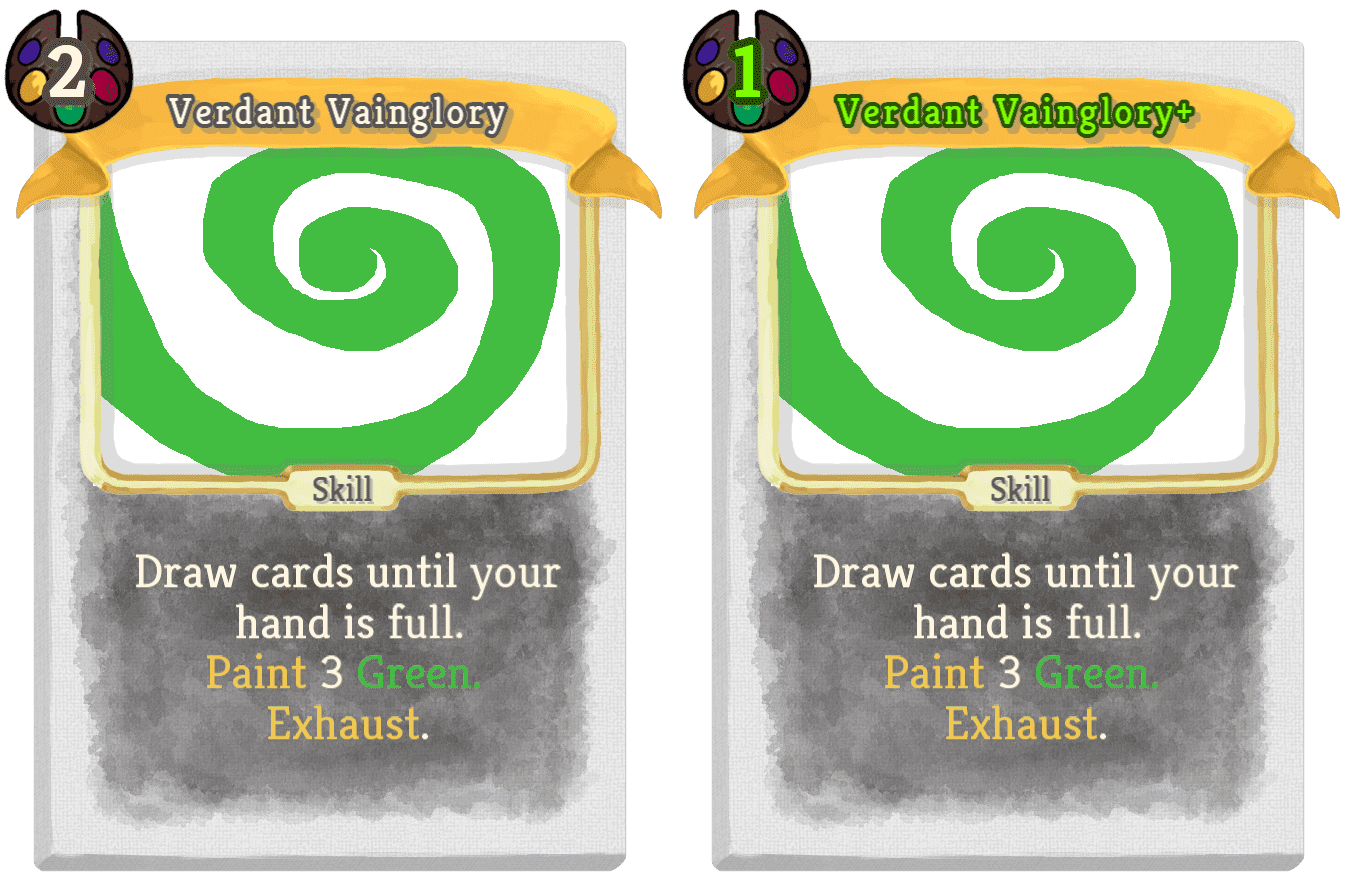 2
Verdant Vainglory
Skill
Draw cards until your
hand is full.
Paint 3 Green.
Exhaust.
1
Verdant Vainglory+
Skill
Draw cards until your
hand is full.
Paint 3 Green.
Exhaust.